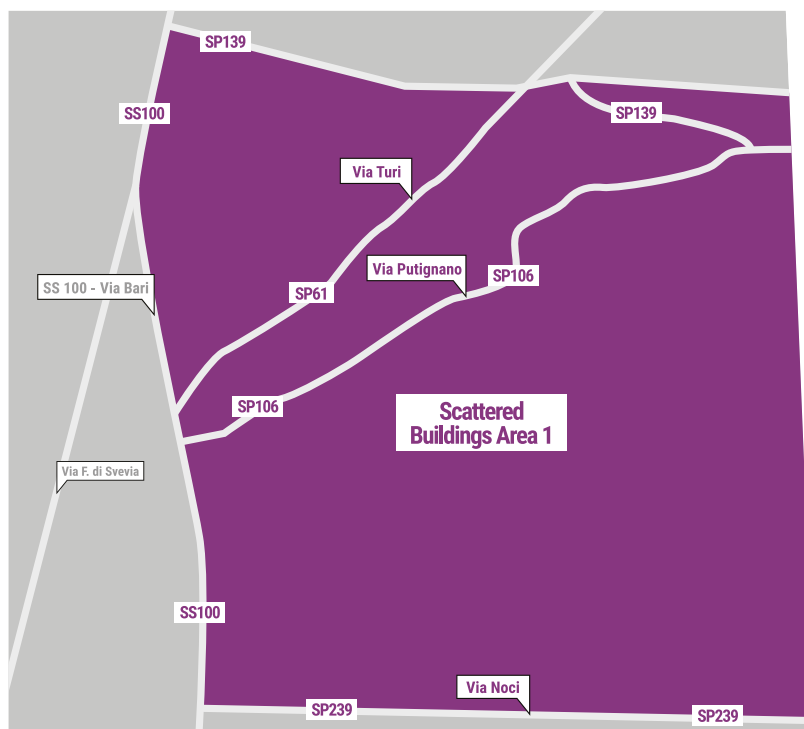 SP139
SS100
SP139
Via Turi
Via Putignano
SP106
SS 100 - Via Bari
SP61
SP106
Scattered
Buildings Area 1
Via F. di Svevia
SS100
Via Noci
SP239
SP239